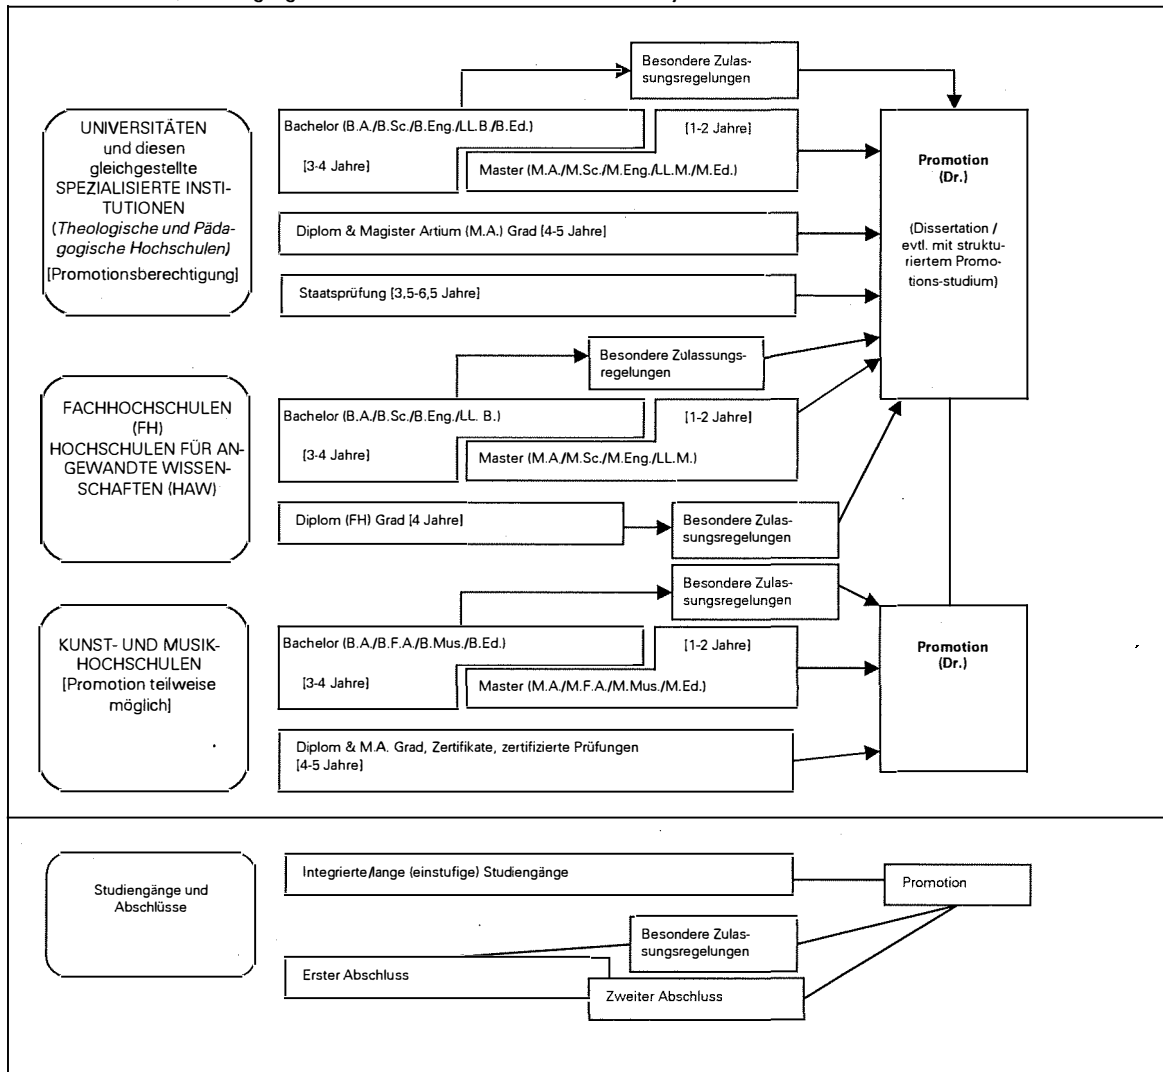 Besondere Zulas-
sungsregelungen
UNIVERSITÄTEN
und diesen
gleichgestellte
SPEZIALISIERTE INSTI-
TUTIONEN
(Theologische und Päda-
gogische Hochschulen)
[Promotionsberechtigung]
Bachelor (B.A./B.Sc./B.Eng./LL.B./B.Ed.)
[3-4 Jahre]
[1-2 Jahre]
Master (M.A./M.Sc./M.Eng./LL.M./M.Ed.)
Diplom & Magister Artium (M.A.) Grad [4-5 Jahre]
Staatsprüfung [3,5-6,5 Jahre]
Promotion
(Dr.)
(Dissertation /
evtl. mit struktu-
riertem Promo-
tions-studium)
FACHHOCHSCHULEN
(FH)
HOCHSCHULEN FÜR AN-
GEWANDTE WISSEN-
SCHAFTEN (HAW)
Besondere Zulassungs-
regelungen
Bachelor (B.A./B.Sc./B.Eng./LL. B.)
[3-4 Jahre]
[1-2 Jahre]
Master (M.A./M.Sc./M.Eng./LL.M.)
Diplom (FH) Grad [4 Jahre]
Besondere Zulas-
sungsregelungen
KUNST- UND MUSIK-
HOCHSCHULEN
[Promotion teilweise
möglich]
Besondere Zulas-
sungsregelungen
Bachelor (B.A./B.F.A./B.Mus./B.Ed.)
[3-4 Jahre]
[1-2 Jahre]
Master (M.A./M.F.A./M.Mus./M.Ed.)
Diplom & M.A. Grad, Zertifikate, zertifizierte Prüfungen
[4-5 Jahre]
Promotion
(Dr.)
Studiengänge und
Abschlüsse
Integrierte/lange (einstufige) Studiengänge
Promotion
Besondere Zulas-
sungsregelungen
Erster Abschluss
Zweiter Abschluss